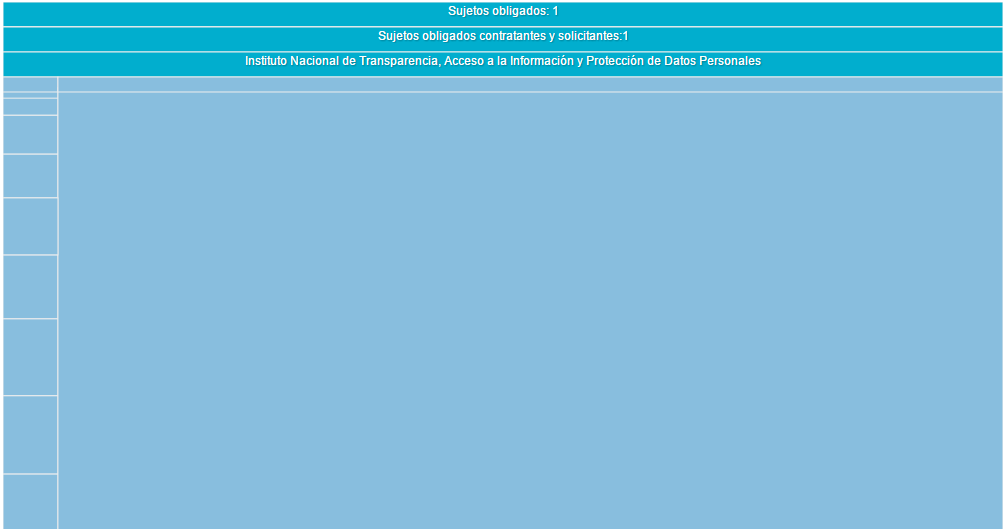 Sujetos obligados: 1
Sujetos obligados contratantes y solicitantes:1
Instituto Nacional de Transparencia, Acceso a la Información y Protección de Datos Personales